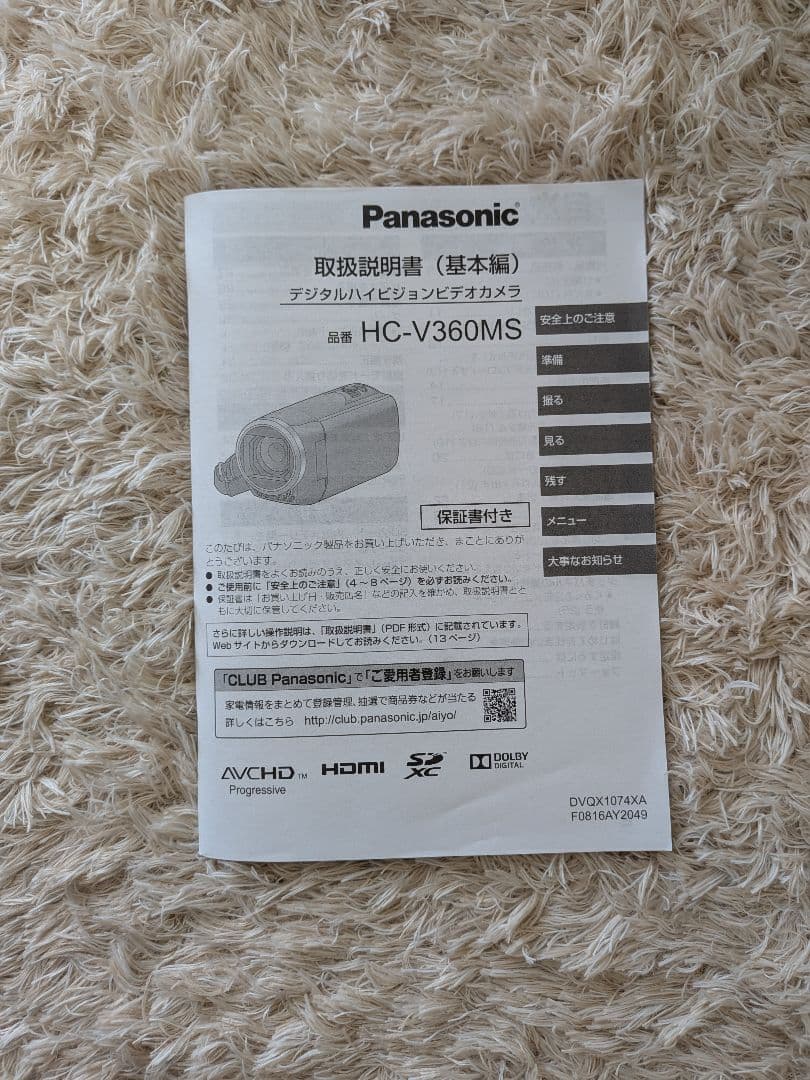 Panasonic®
取扱説明書（基本編）
デジタルハイビジョンビデオカメラ
品番 HC-V360MS
安全上のご注意
準備
撮る
見る
残す
メニュー
大事なお知らせ
保証書付き
このたびは、パナソニック製品をお買い上げいただき、まことにありが
とうございます。
● 取扱説明書をよくお読みのうえ、正しく安全にお使いください。
● ご使用前に「安全上のご注意」（4～8ページ）を必ずお読みください。
● 保証書は「お買い上げ日・販売店名」などの記入を確かめ、取扱説明書とと
もに大切に保管してください。
さらに詳しい操作説明は、「取扱説明書」（PDF形式）に記載されています。
Webサイトからダウンロードしてお読みください。（13ページ）
「CLUB Panasonic」で「ご愛用者登録」をお願いします
家電情報をまとめて登録管理、抽選で商品券などが当たる
詳しくはこちら http://club.panasonic.jp/aiyo/
AVCHD™
Progressive
HDMI
SD
XC
™
DOLBY
DIGITAL
DVQX1074XA
F0816AY2049